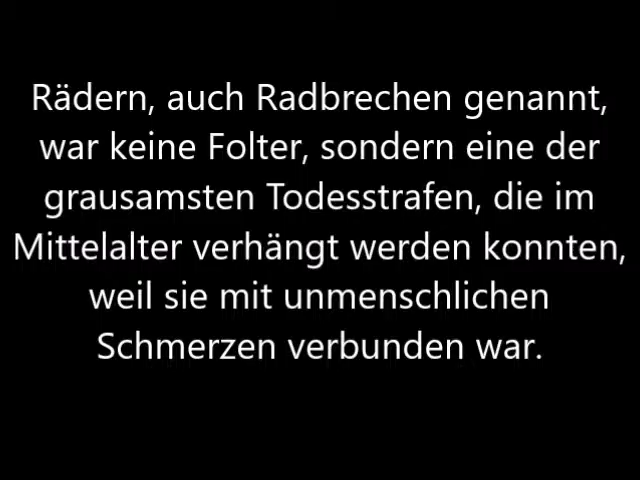 Rädern, auch Radbrechen genannt,
war keine Folter, sondern eine der
grausamsten Todesstrafen, die im
Mittelalter verhängt werden konnten,
weil sie mit unmenschlichen
Schmerzen verbunden war.